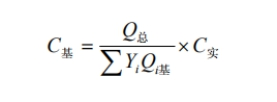 C基 = Q总 / ∑YᵢQᵢ基 × C实